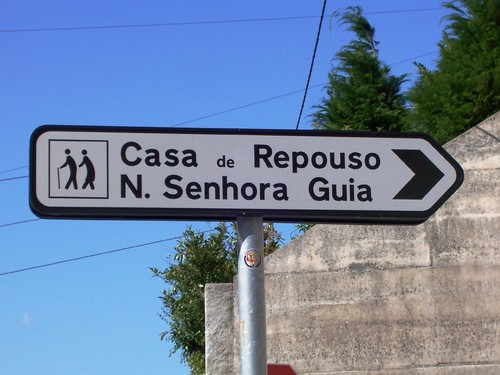 Casa de Repouso
N. Senhora Guia